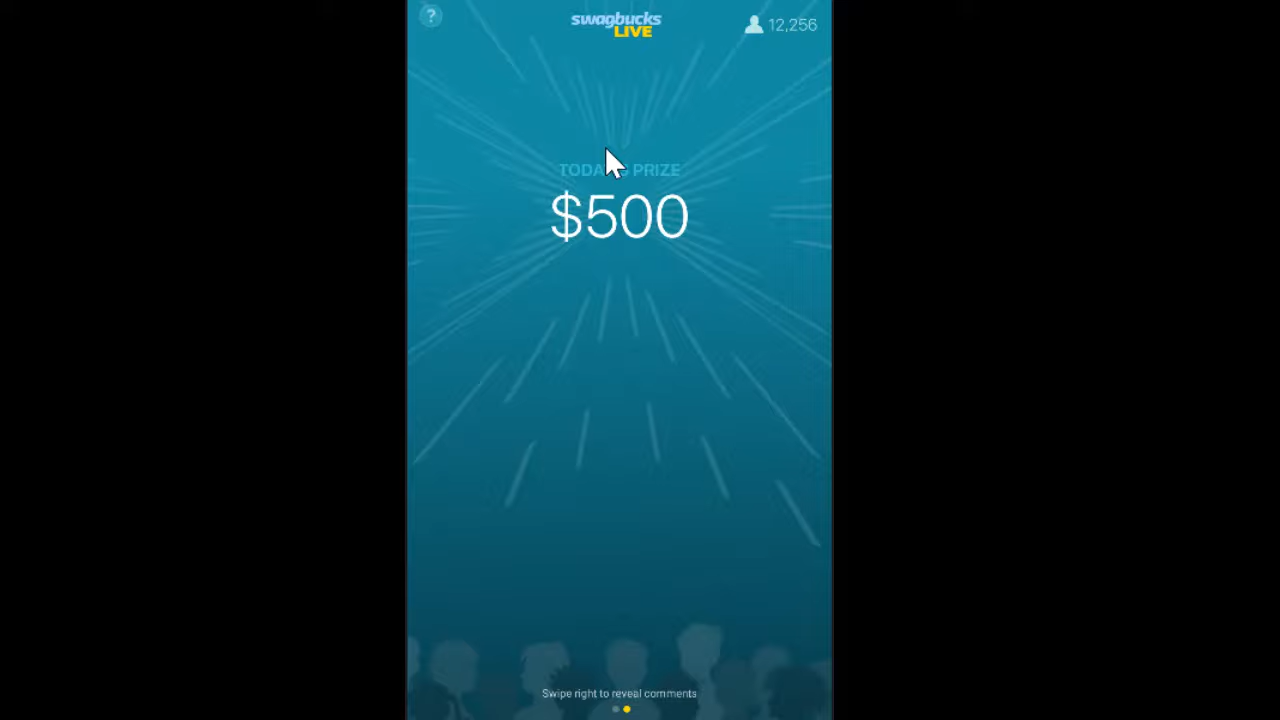 ?
swagbucks
LIVE
12,256
PRIZE
$500
Swipe right to reveal comments